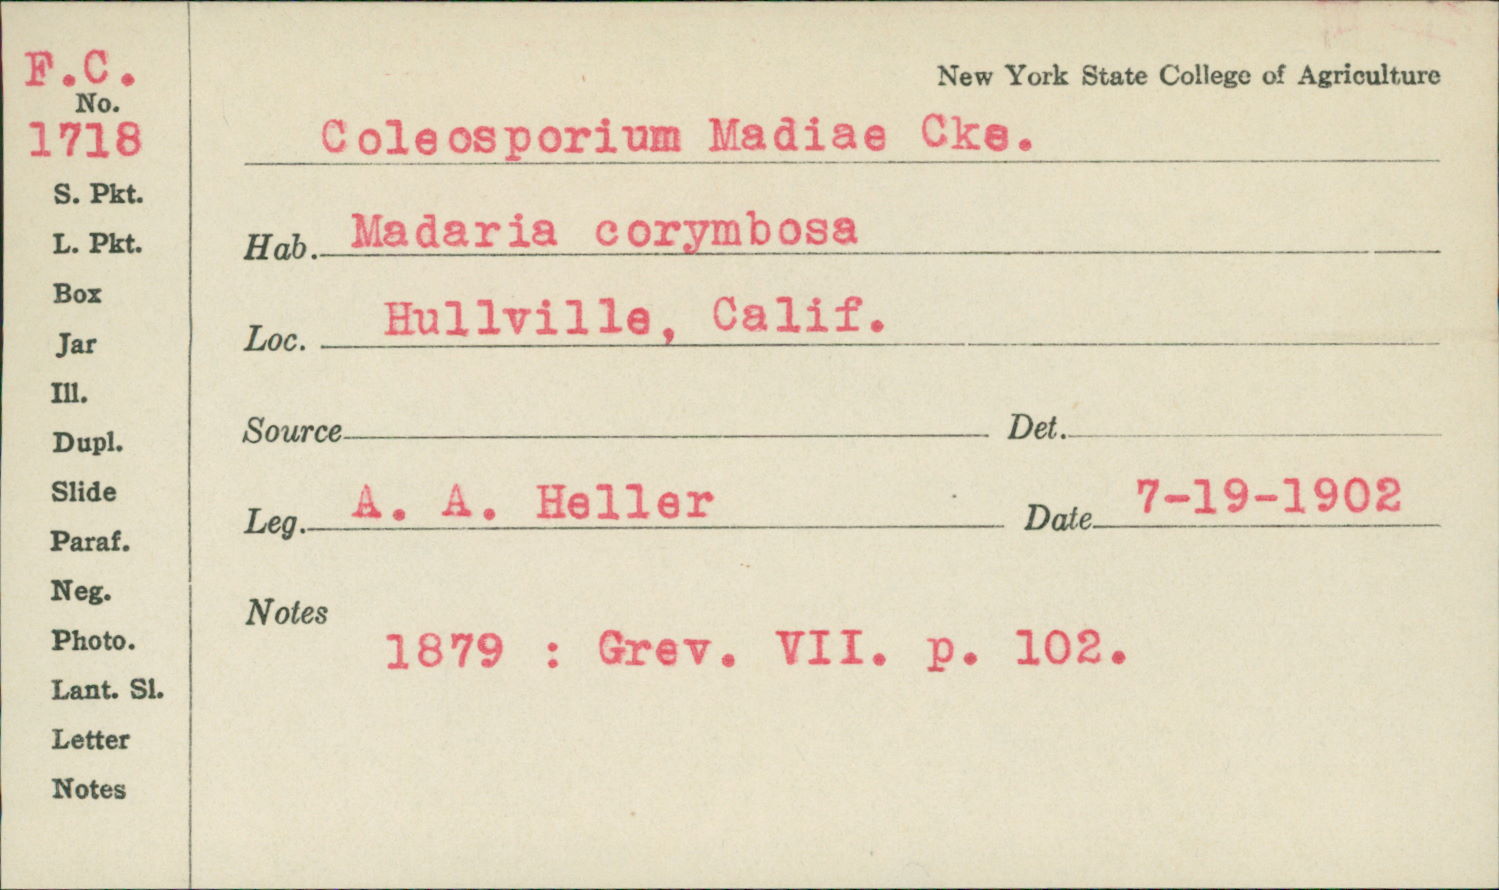 F.C.
No.
1718
S. Pkt.
L. Pkt.
Box
Jar
Ill.
Dupl.
Slide
Paraf.
Neg.
Photo.
Lant. Sl.
Letter
Notes
New York State College of Agriculture
Coleosporium Madiae Cke.
Hab. Madaria corymbosa
Loc. Hullville, Calif.
Source Det.
Leg. A. A. Heller Date 7-19-1902
Notes
1879 : Grev. VII. p. 102.